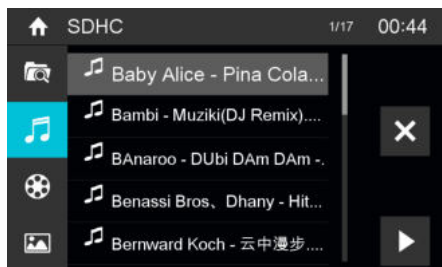 SDHC 1/17 00:44
Baby Alice - Pina Cola...
Bambi - Muziki(DJ Remix)....
BAnaroo - DUbi DAm DAm -.
Benassi Bros、Dhany - Hit...
Bernward Koch - 云中漫步....